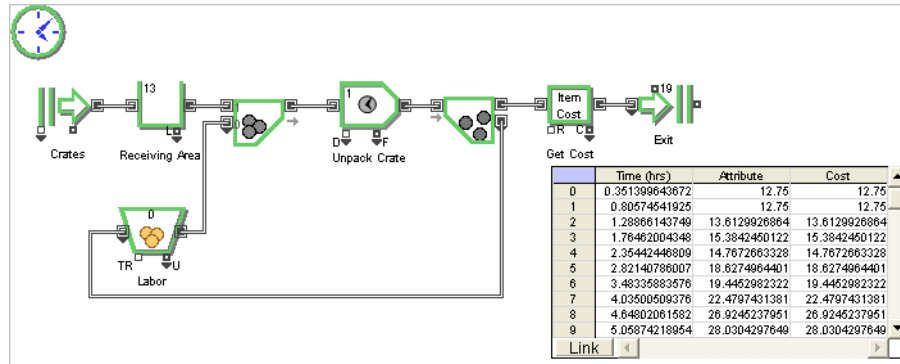 13
1
19
Item
Cost
L
D
F
R C
Exit
Crates
Receiving Area
Unpack Crate
Get Cost
0
TR
U
Labor
Time (hrs) Attribute Cost
0 0.351399643672 12.75 12.75
1 0.80574541925 12.75 12.75
2 1.28866143749 13.6129926864 13.6129926864
3 1.76462004348 15.3842450122 15.3842450122
4 2.35442446809 14.7672663328 14.7672663328
5 2.82140786007 18.6274964401 18.6274964401
6 3.48335883576 19.4452982322 19.4452982322
7 4.03500509376 22.4797431381 22.4797431381
8 4.64802061582 26.9245237951 26.9245237951
9 5.05874218954 28.0304297649 28.0304297649
Link